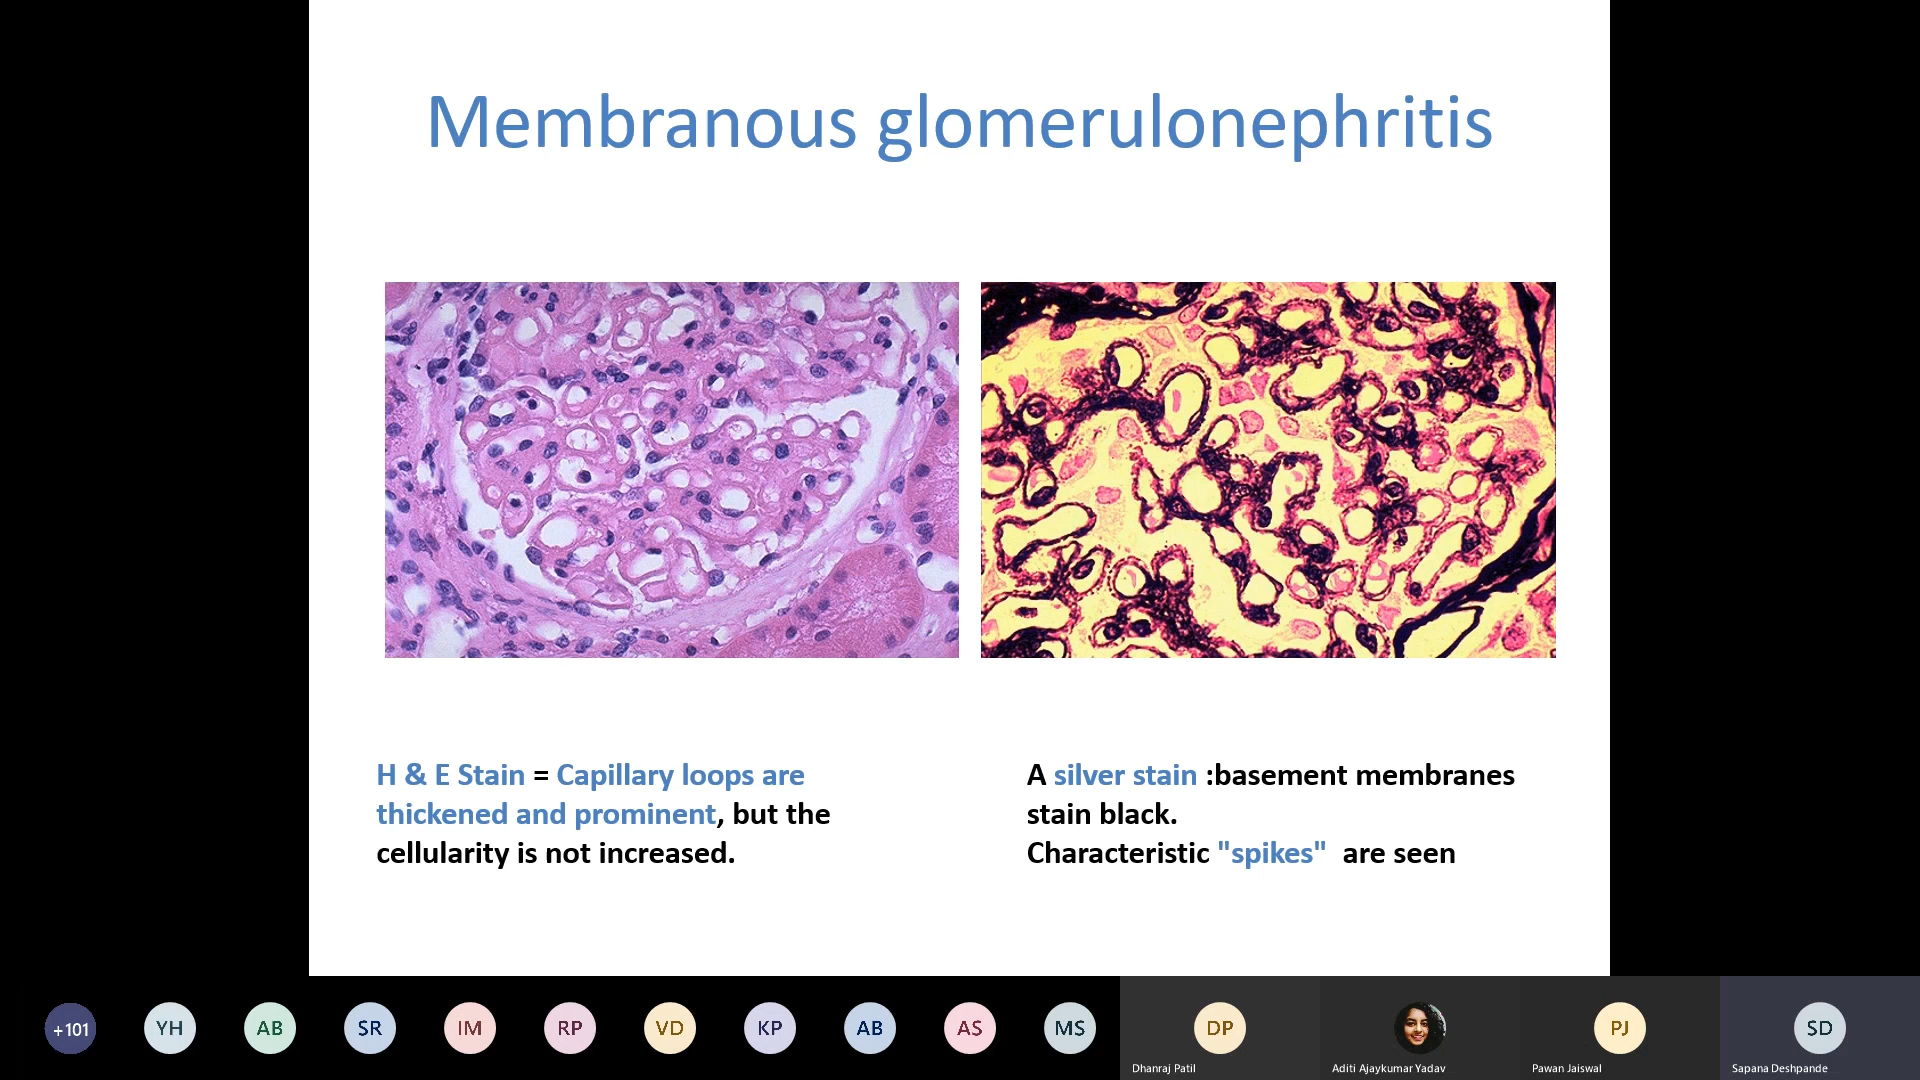 Membranous glomerulonephritis
H & E Stain = Capillary loops are
thickened and prominent, but the
cellularity is not increased.
A silver stain :basement membranes
stain black.
Characteristic "spikes"  are seen
+101
YH
AB
SR
IM
RP
VD
KP
AB
AS
MS
DP
PJ
SD
Dhanraj Patil
Aditi Ajaykumar Yadav
Pawan Jaiswal
Sapana Deshpande